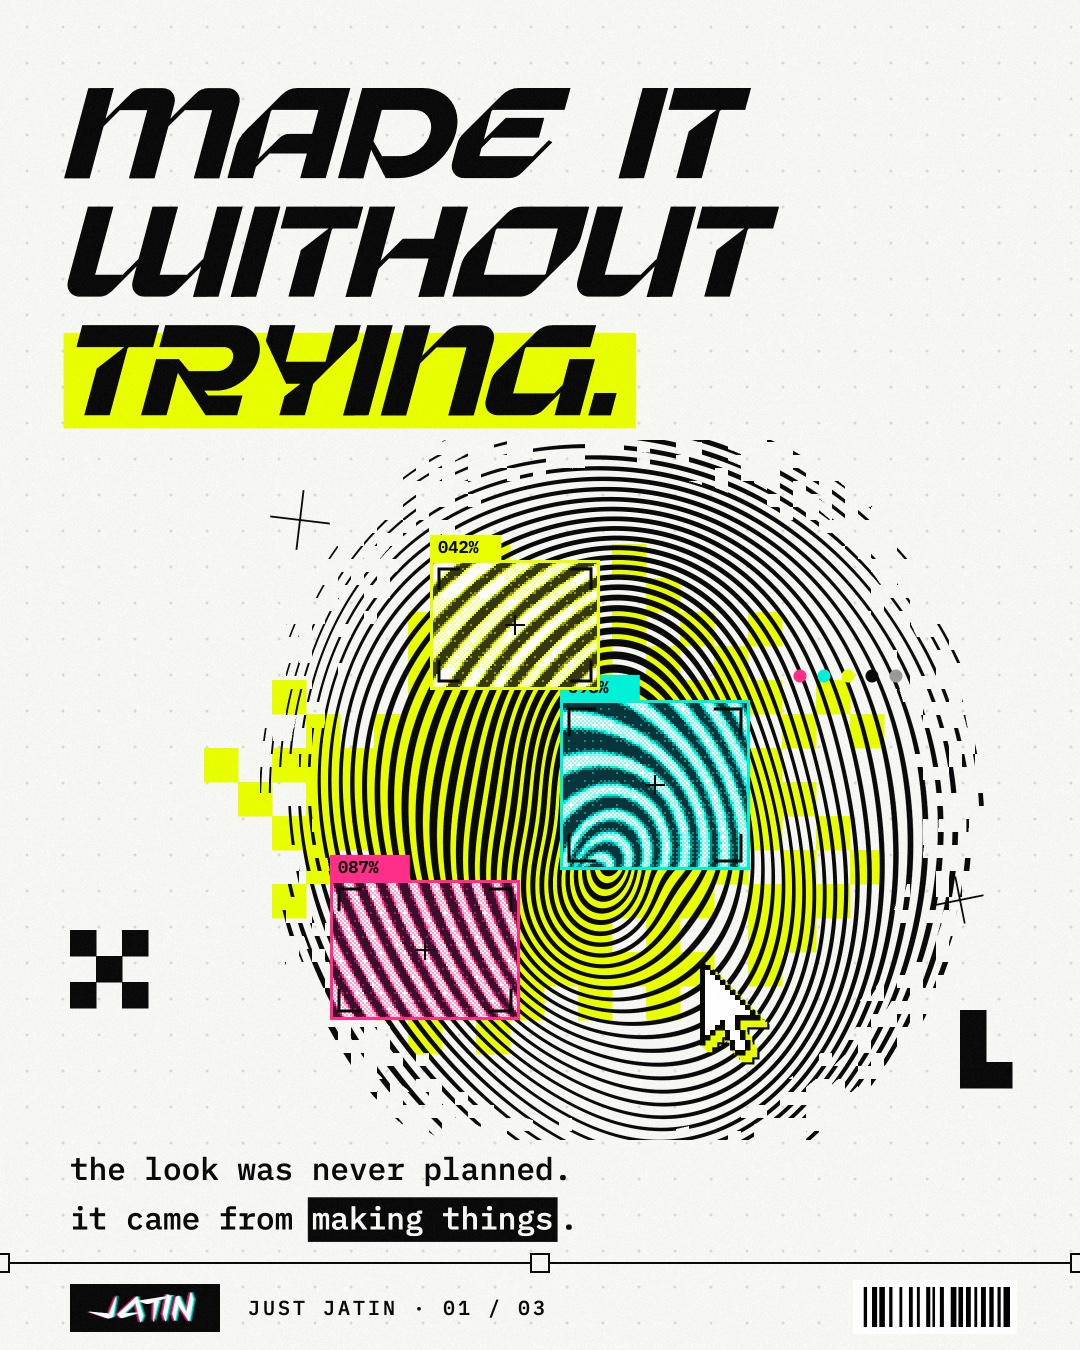 MADE IT
WITHOUT
TRYING.
042%
087%
the look was never planned.
it came from making things.
JATIN
JUST JATIN · 01 / 03